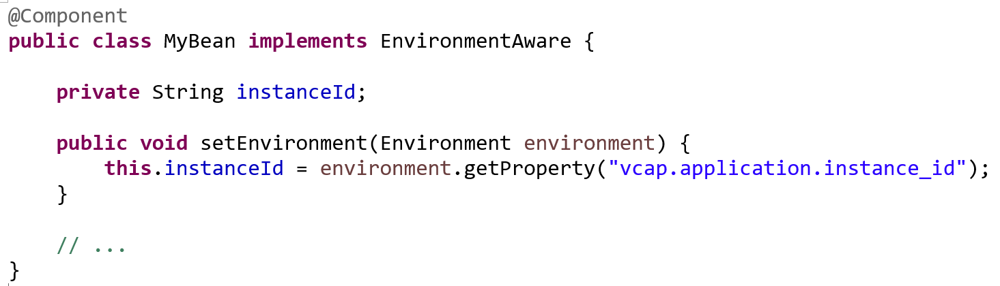 @Component
public class MyBean implements EnvironmentAware {
private String instanceId;
public void setEnvironment(Environment environment) {
this.instanceId = environment.getProperty("vcap.application.instance_id");
}
// ...
}